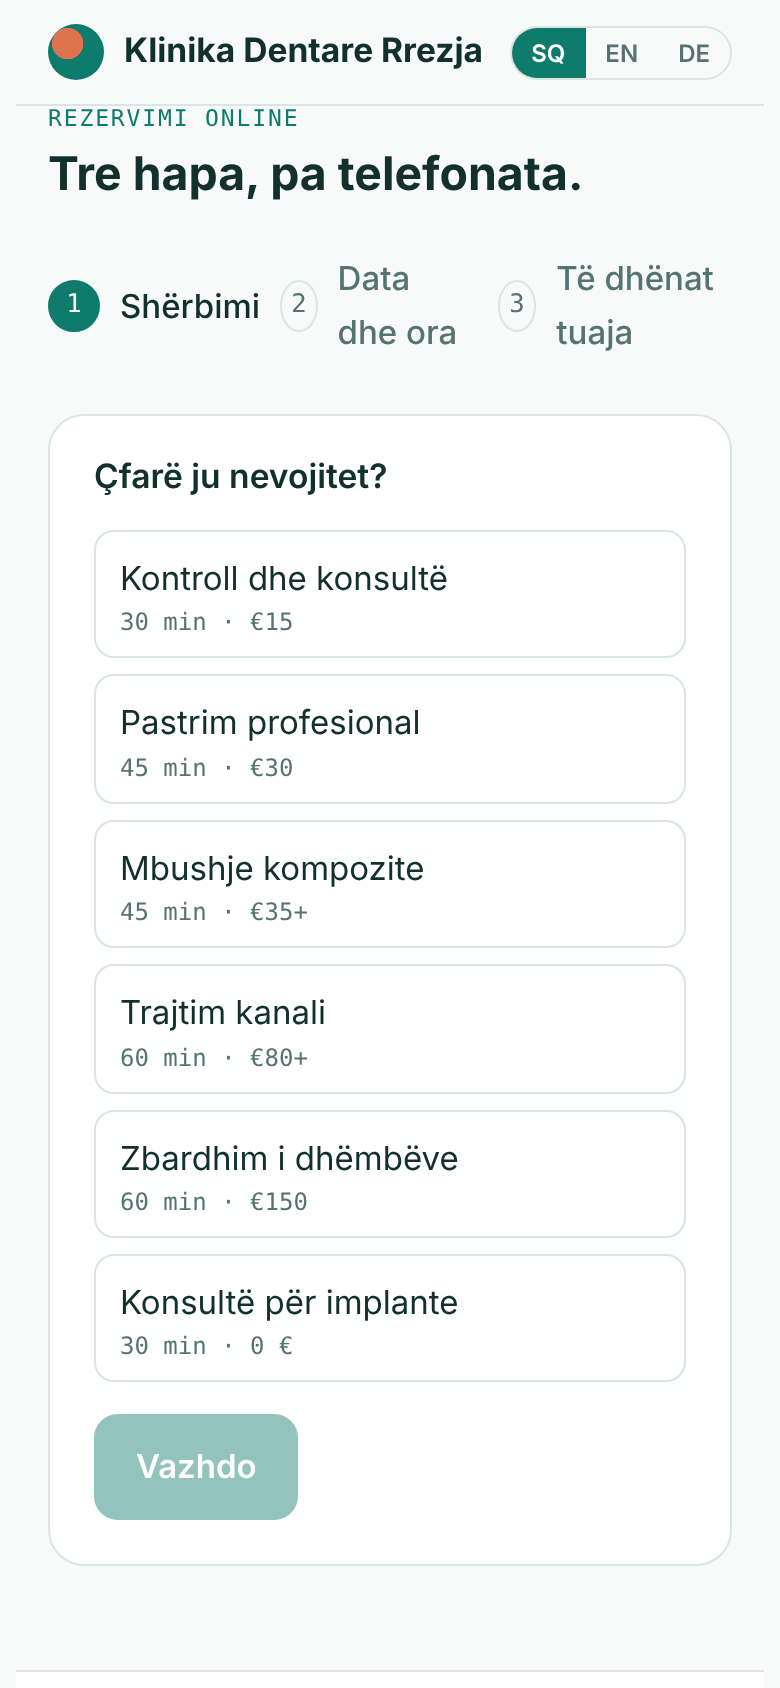 Klinika Dentare Rrezja
SQ EN DE
REZERVIMI ONLINE
Tre hapa, pa telefonata.
1 Shërbimi
2 Data
dhe ora
3 Të dhënat
tuaja
Çfarë ju nevojitet?
Kontroll dhe konsultë
30 min · €15
Pastrim profesional
45 min · €30
Mbushje kompozite
45 min · €35+
Trajtim kanali
60 min · €80+
Zbardhim i dhëmbëve
60 min · €150
Konsultë për implante
30 min · 0 €
Vazhdo